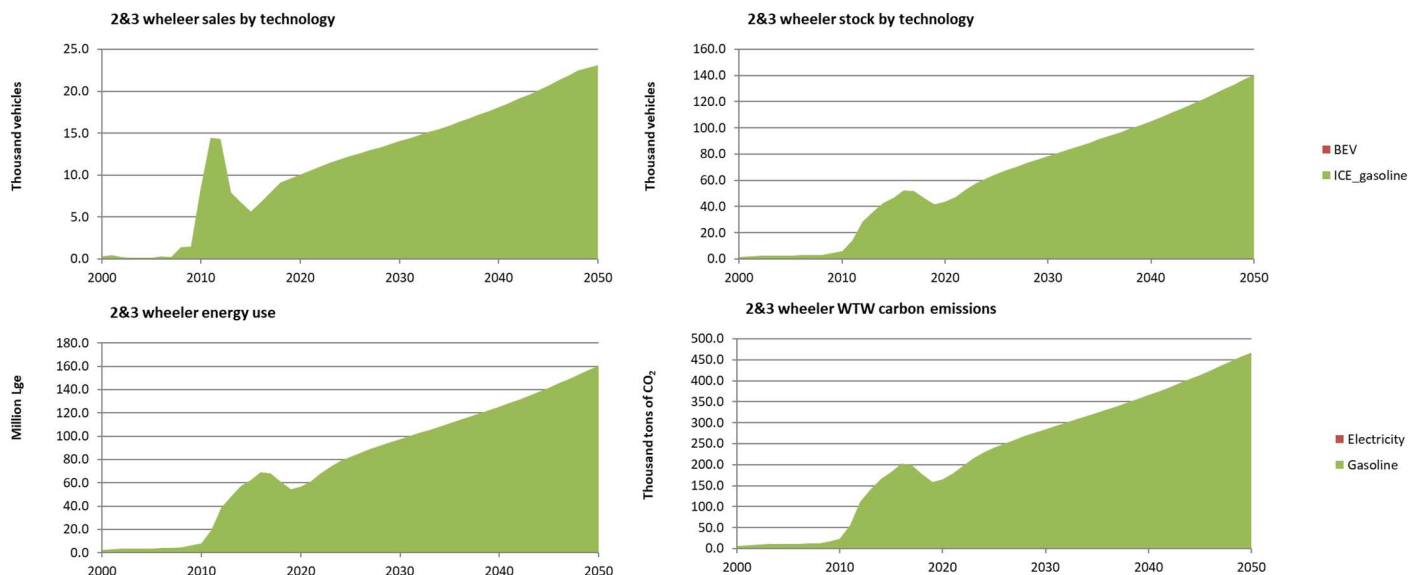 2&3 wheleer sales by technology
Thousand vehicles
25.0
20.0
15.0
10.0
5.0
0.0
2000 2010 2020 2030 2040 2050
2&3 wheeler stock by technology
Thousand vehicles
160.0
140.0
120.0
100.0
80.0
60.0
40.0
20.0
0.0
2000 2010 2020 2030 2040 2050
BEV
ICE_gasoline
2&3 wheeler energy use
Million Lge
180.0
160.0
140.0
120.0
100.0
80.0
60.0
40.0
20.0
0.0
2000 2010 2020 2030 2040 2050
2&3 wheeler WTW carbon emissions
Thousand tons of CO₂
500.0
450.0
400.0
350.0
300.0
250.0
200.0
150.0
100.0
50.0
0.0
2000 2010 2020 2030 2040 2050
Electricity
Gasoline